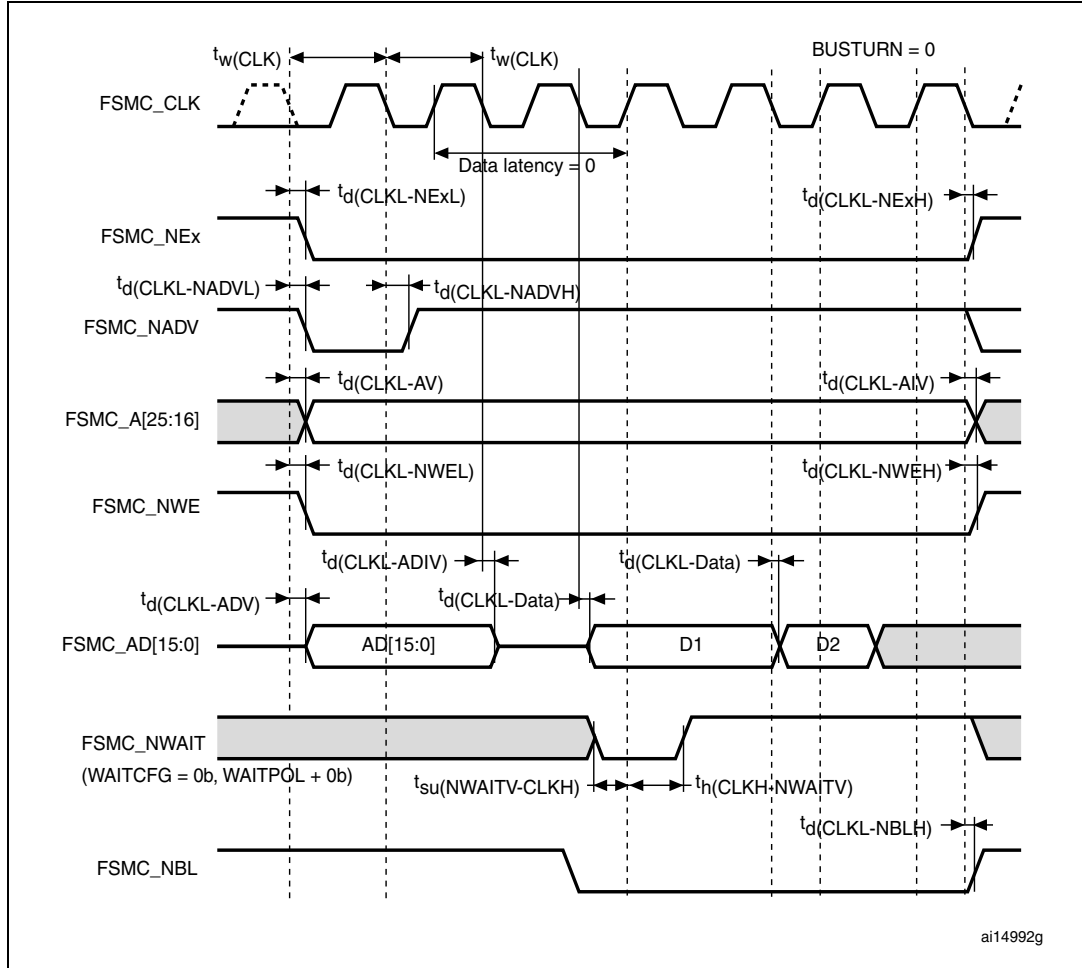 tw(CLK) tw(CLK) BUSTURN = 0
FSMC_CLK
Data latency = 0
td(CLKL-NExL) td(CLKL-NExH)
FSMC_NEx
td(CLKL-NADVL) td(CLKL-NADVH)
FSMC_NADV
td(CLKL-AV) td(CLKL-AIV)
FSMC_A[25:16]
td(CLKL-NWEL) td(CLKL-NWEH)
FSMC_NWE
td(CLKL-ADIV) td(CLKL-Data)
td(CLKL-ADV) td(CLKL-Data)
FSMC_AD[15:0] AD[15:0] D1 D2
FSMC_NWAIT
(WAITCFG = 0b, WAITPOL + 0b)
tsu(NWAITV-CLKH) th(CLKH-NWAITV)
td(CLKL-NBLH)
FSMC_NBL
ai14992g